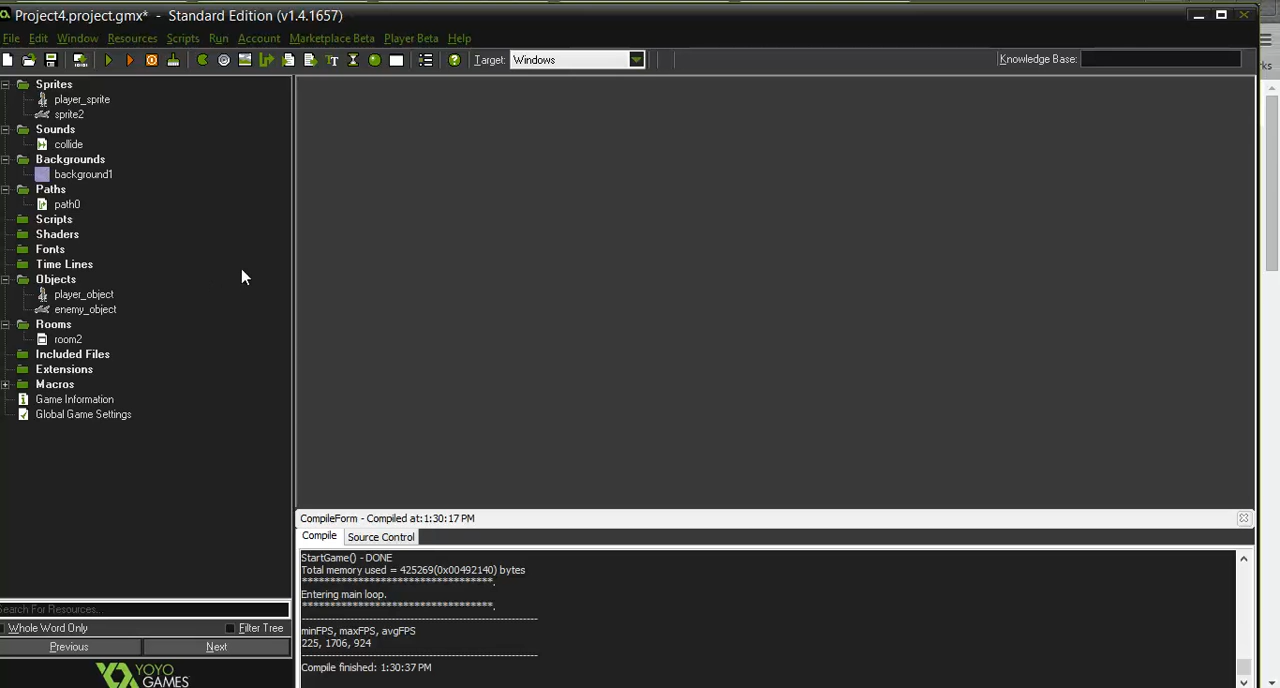 Project4.project.gmx* - Standard Edition (v1.4.1657)
File Edit Window Resources Scripts Run Account Marketplace Beta Player Beta Help
Target: Windows Knowledge Base:
Sprites
player_sprite
sprite2
Sounds
collide
Backgrounds
background1
Paths
path0
Scripts
Shaders
Fonts
Time Lines
Objects
player_object
enemy_object
Rooms
room2
Included Files
Extensions
Macros
Game Information
Global Game Settings
Search For Resources...
Whole Word Only Filter Tree
Previous Next
YOYO
GAMES
CompileForm - Compiled at:1:30:17 PM
Compile Source Control
StartGame() - DONE
Total memory used = 425269(0x00492140) bytes
***********************************.
Entering main loop.
***********************************.
minFPS, maxFPS, avgFPS
225, 1706, 924
Compile finished: 1:30:37 PM